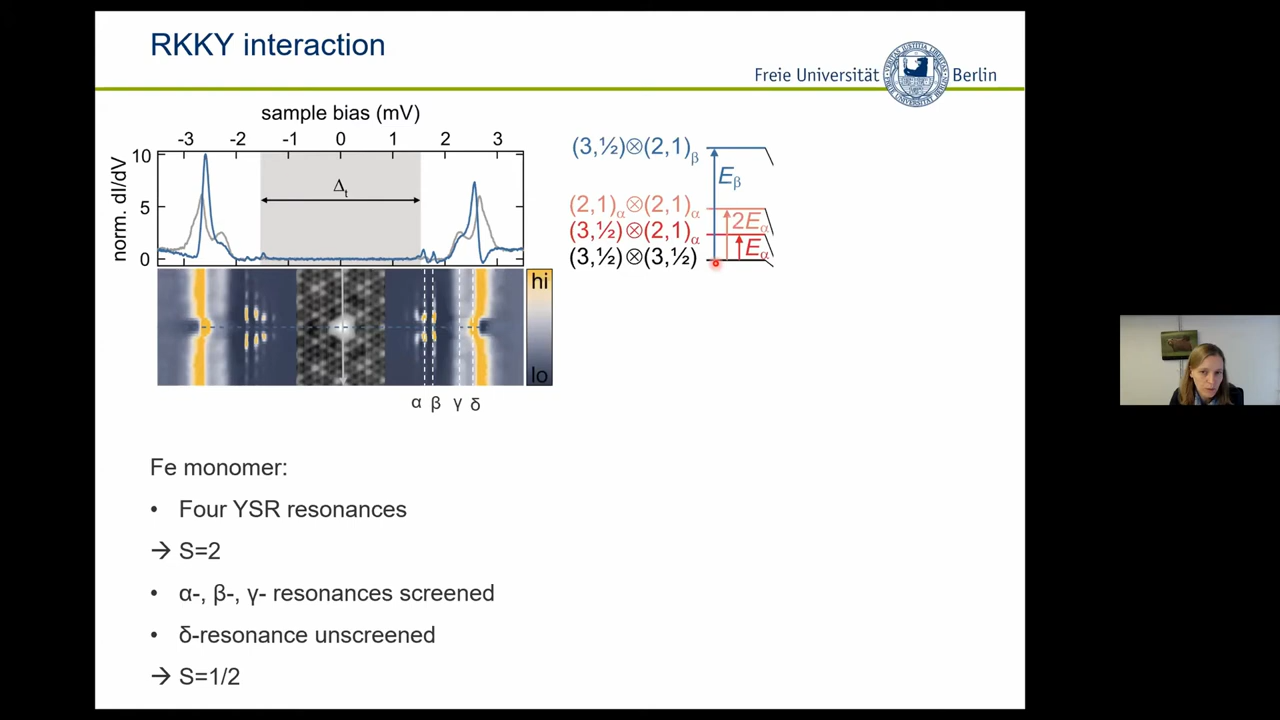 RKKY interaction
Freie Universität Berlin
sample bias (mV)
-3 -2 -1 0 1 2 3
norm. dI/dV
10
5
0
Δt
hi
lo
α β γ δ
(3,½)⊗(2,1)β
Eβ
(2,1)α⊗(2,1)α
2Eα
(3,½)⊗(2,1)α
Eα
(3,½)⊗(3,½)
Fe monomer:
• Four YSR resonances
→ S=2
• α-, β-, γ- resonances screened
• δ-resonance unscreened
→ S=1/2